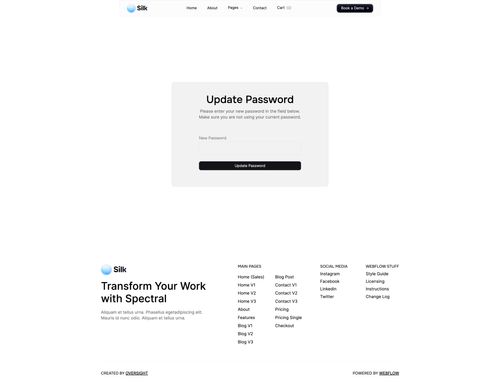 Silk
Home About Pages Contact Cart (0) Book a Demo
Update Password
Please enter your new password in the field below.
Make sure you are not using your current password.
New Password
Update Password
Silk
Transform Your Work
with Spectral
Aliquam et tellus urna. Phasellus egetadipiscing elit.
Mauris id nunc odio. Aliquam et tellus urna.
MAIN PAGES
Home (Sales)
Home V1
Home V2
Home V3
About
Features
Blog V1
Blog V2
Blog V3
Blog Post
Contact V1
Contact V2
Contact V3
Pricing
Pricing Single
Checkout
SOCIAL MEDIA
Instagram
Facebook
Linkedin
Twitter
WEBFLOW STUFF
Style Guide
Licensing
Instructions
Change Log
CREATED BY OVERSIGHT
POWERED BY WEBFLOW